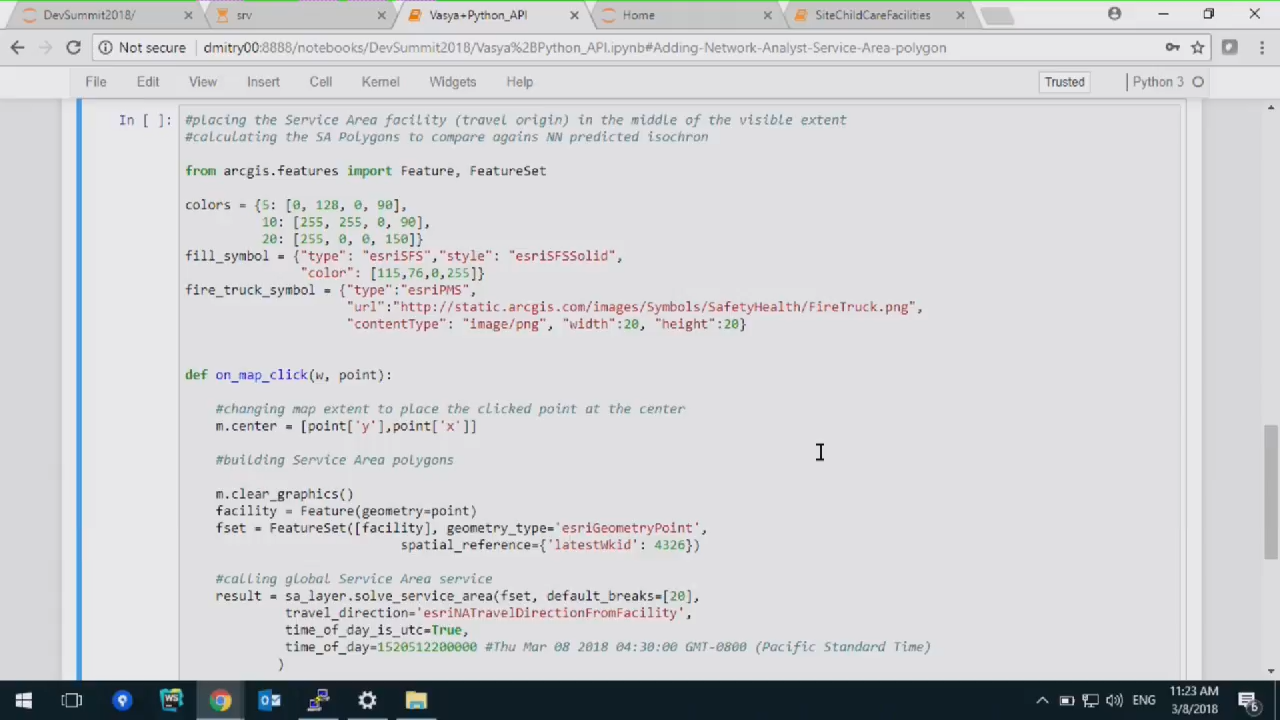 DevSummit2018/
srv
Vasya+Python_API
Home
SiteChildCareFacilities
Not secure
dmitry00:8888/notebooks/DevSummit2018/Vasya%2BPython_API.ipynb#Adding-Network-Analyst-Service-Area-polygon
File Edit View Insert Cell Kernel Widgets Help Trusted Python 3
In [ ]: #placing the Service Area facility (travel origin) in the middle of the visible extent
#calculating the SA Polygons to compare agains NN predicted isochron
from arcgis.features import Feature, FeatureSet
colors = {5: [0, 128, 0, 90],
10: [255, 255, 0, 90],
20: [255, 0, 0, 150]}
fill_symbol = {"type": "esriSFS","style": "esriSFSSolid",
"color": [115,76,0,255]}
fire_truck_symbol = {"type":"esriPMS",
"url":"http://static.arcgis.com/images/Symbols/SafetyHealth/FireTruck.png",
"contentType": "image/png", "width":20, "height":20}
def on_map_click(w, point):
#changing map extent to place the clicked point at the center
m.center = [point['y'],point['x']]
#building Service Area polygons
m.clear_graphics()
facility = Feature(geometry=point)
fset = FeatureSet([facility], geometry_type='esriGeometryPoint',
spatial_reference={'latestWkid': 4326})
#calling global Service Area service
result = sa_layer.solve_service_area(fset, default_breaks=[20],
travel_direction='esriNATravelDirectionFromFacility',
time_of_day_is_utc=True,
time_of_day=1520512200000 #Thu Mar 08 2018 04:30:00 GMT-0800 (Pacific Standard Time)
)
WS
ENG
11:23 AM
3/8/2018
6